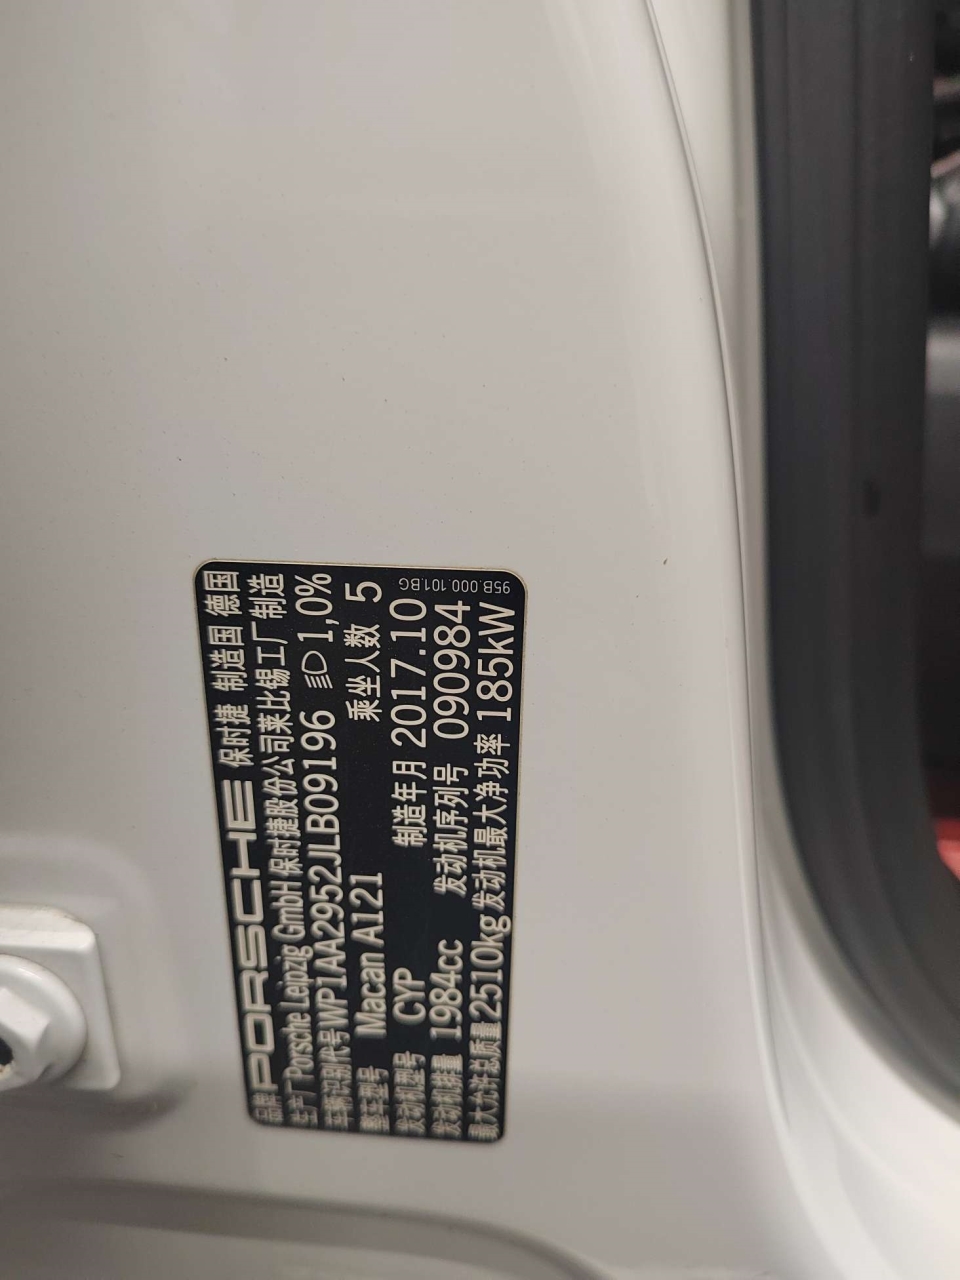 品牌 PORSCHE 保时捷 制造国 德国
生产厂 Porsche Leipzig GmbH 保时捷股份公司莱比锡工厂制造
车辆识别代号 WP1AA2952JLB09196 1,0%
整车型号 Macan A121 乘坐人数 5
发动机型号 CYP 制造年月 2017.10
发动机排量 1984cc 发动机序列号 090984
最大允许总质量 2510kg 发动机最大净功率 185kW
95B.000.101.BG